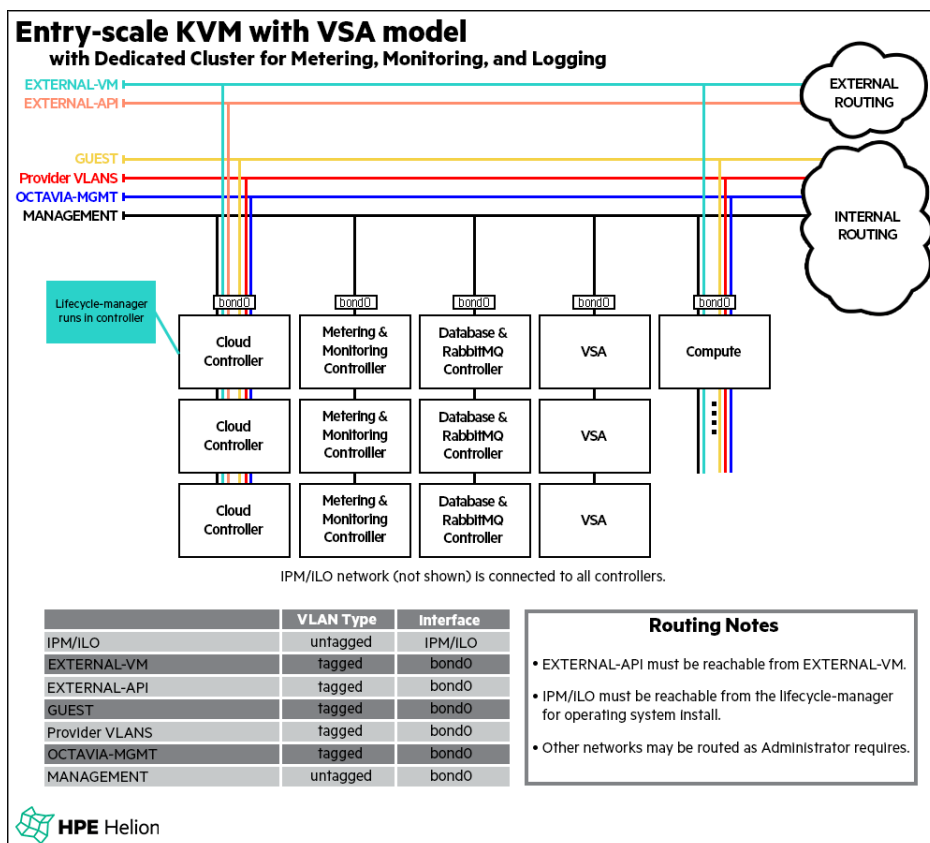 Entry-scale KVM with VSA model
with Dedicated Cluster for Metering, Monitoring, and Logging
EXTERNAL-VM
EXTERNAL-API
EXTERNAL
ROUTING
GUEST
Provider VLANS
OCTAVIA-MGMT
MANAGEMENT
INTERNAL
ROUTING
Lifecycle-manager
runs in controller
bond0 bond0 bond0 bond0 bond0
Cloud
Controller
Metering &
Monitoring
Controiller
Database &
RabbitMQ
Controller
VSA
Compute
Cloud
Controller
Metering &
Monitoring
Controiller
Database &
RabbitMQ
Controller
VSA
Cloud
Controller
Metering &
Monitoring
Controiller
Database &
RabbitMQ
Controller
VSA
IPM/ILO network (not shown) is connected to all controllers.
VLAN Type Interface
IPM/ILO untagged IPM/ILO
EXTERNAL-VM tagged bond0
EXTERNAL-API tagged bond0
GUEST tagged bond0
Provider VLANS tagged bond0
OCTAVIA-MGMT tagged bond0
MANAGEMENT untagged bond0
Routing Notes
• EXTERNAL-API must be reachable from EXTERNAL-VM.
• IPM/ILO must be reachable from the lifecycle-manager
for operating system install.
• Other networks may be routed as Administrator requires.
HPE Helion